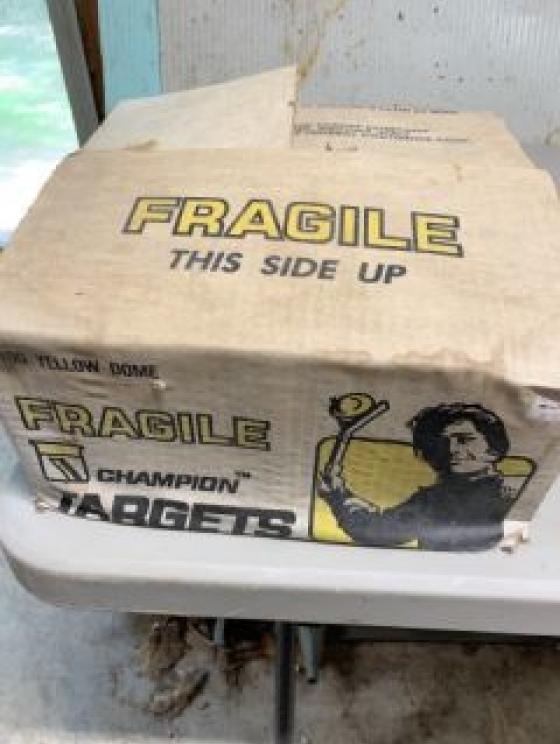 FRAGILE
THIS SIDE UP
YELLOW DOME
FRAGILE
CHAMPION™
TARGETS